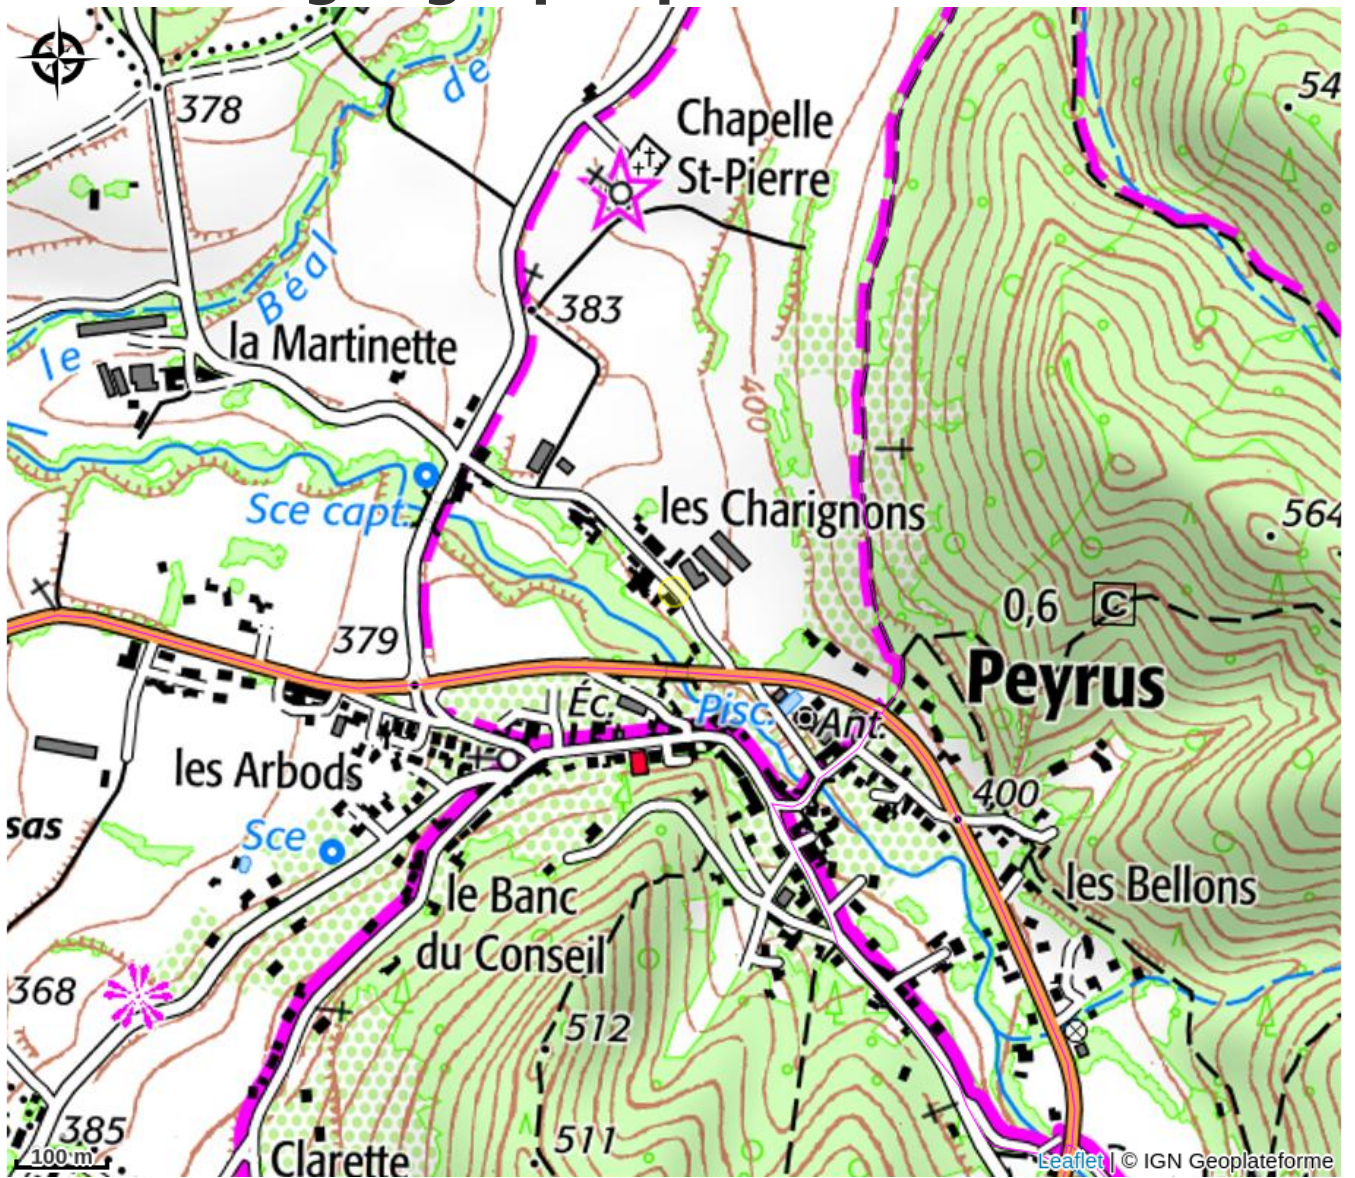 de
378
54
Chapelle
St-Pierre
Béal
383
la Martinette
le
400
Sce capt.
les Charignons
564
0,6 C
379
Peyrus
Éc.
Pisc.
Ant.
les Arbods
400
sas
Sce
le Banc
du Conseil
les Bellons
368
512
385
511
100 m
Clarette
Leaflet | © IGN Geoplateforme